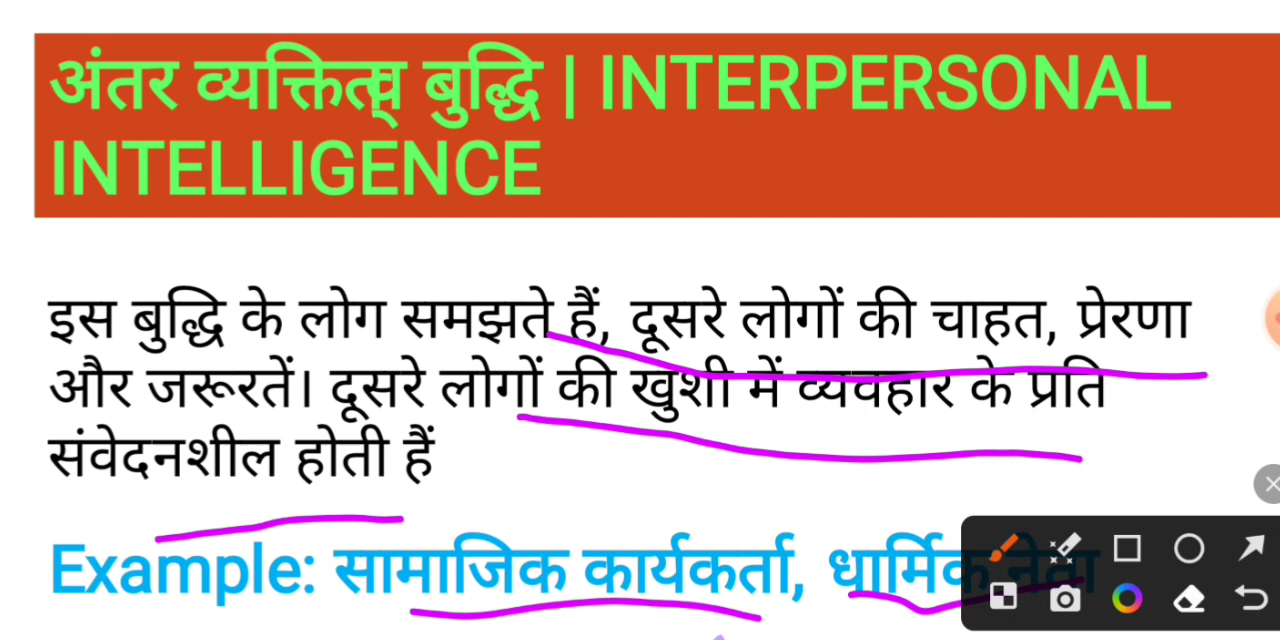 अंतर व्यक्तित्व बुद्धि | INTERPERSONAL
INTELLIGENCE
इस बुद्धि के लोग समझते हैं, दूसरे लोगों की चाहत, प्रेरणा
और जरूरतें। दूसरे लोगों की खुशी में व्यवहार के प्रति
संवेदनशील होती हैं
Example: सामाजिक कार्यकर्ता, धार्मिक नेता